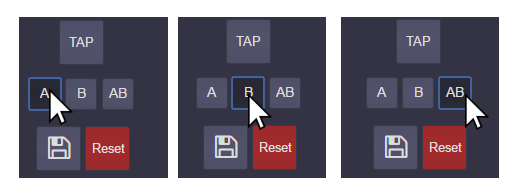 TAP TAP TAP
A B AB A B AB A B AB
Reset Reset Reset